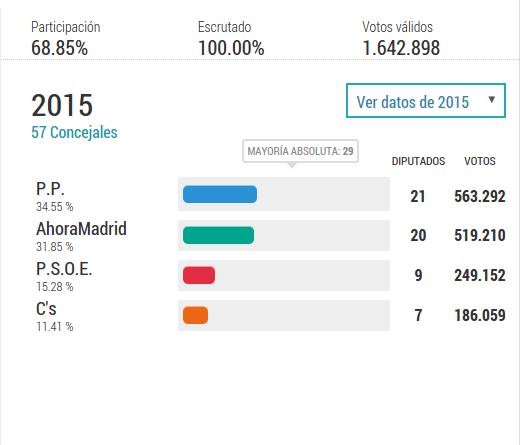 Participación Escrutado Votos válidos
68.85% 100.00% 1.642.898
2015
57 Concejales
Ver datos de 2015
MAYORÍA ABSOLUTA: 29
DIPUTADOS VOTOS
P.P. 21 563.292
34.55 %
AhoraMadrid 20 519.210
31.85 %
P.S.O.E. 9 249.152
15.28 %
C's 7 186.059
11.41 %